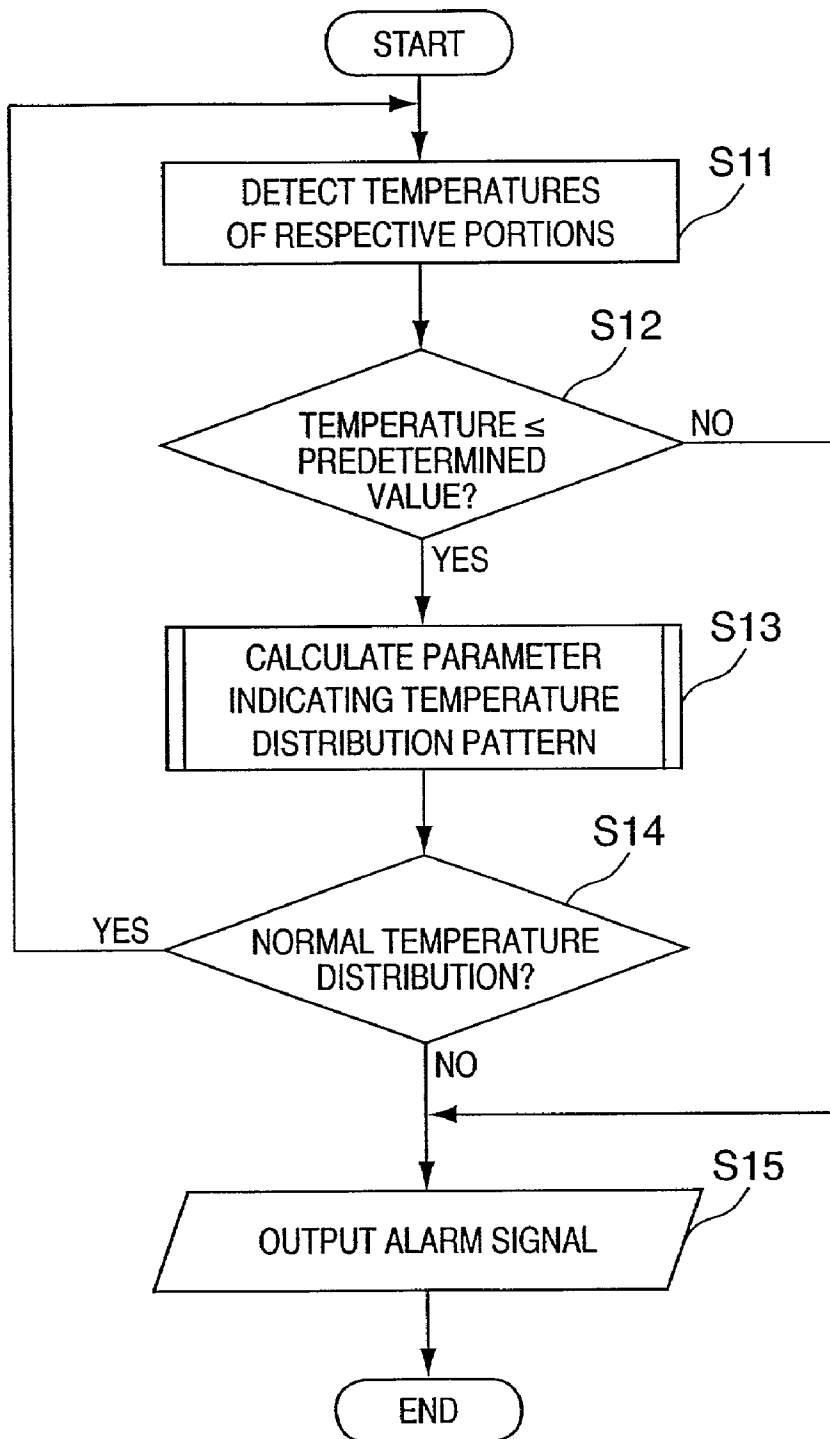 START
S11
DETECT TEMPERATURES
OF RESPECTIVE PORTIONS
S12
TEMPERATURE ≤
PREDETERMINED
VALUE?
NO
YES
S13
CALCULATE PARAMETER
INDICATING TEMPERATURE
DISTRIBUTION PATTERN
S14
YES
NORMAL TEMPERATURE
DISTRIBUTION?
NO
S15
OUTPUT ALARM SIGNAL
END